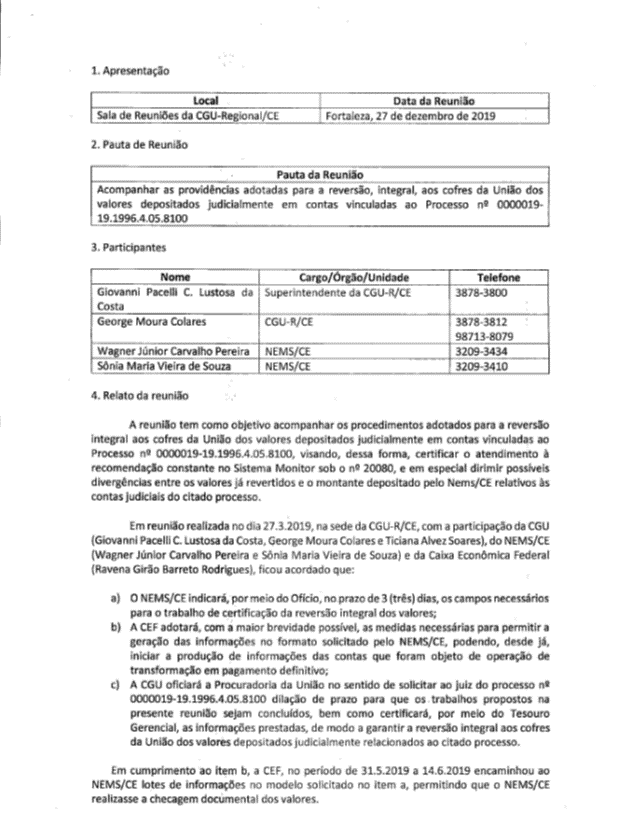 1. Apresentação
Local Data da Reunião
Sala de Reuniões da CGU-Regional/CE Fortaleza, 27 de dezembro de 2019
2. Pauta de Reunião
Pauta da Reunião
Acompanhar as providências adotadas para a reversão, integral, aos cofres da União dos
valores depositados judicialmente em contas vinculadas ao Processo nº 0000019-
19.1996.4.05.8100
3. Participantes
Nome Cargo/Órgão/Unidade Telefone
Giovanni Pacelli C. Lustosa da Superintendente da CGU-R/CE 3878-3800
Costa
George Moura Colares CGU-R/CE 3878-3812
98713-8079
Wagner Júnior Carvalho Pereira NEMS/CE 3209-3434
Sônia Maria Vieira de Souza NEMS/CE 3209-3410
4. Relato da reunião
A reunião tem como objetivo acompanhar os procedimentos adotados para a reversão
integral aos cofres da União dos valores depositados judicialmente em contas vinculadas ao
Processo nº 0000019-19.1996.4.05.8100, visando, dessa forma, certificar o atendimento à
recomendação constante no Sistema Monitor sob o nº 20080, e em especial dirimir possíveis
divergências entre os valores já revertidos e o montante depositado pelo Nems/CE relativos às
contas judiciais do citado processo.
Em reunião realizada no dia 27.3.2019, na sede da CGU-R/CE, com a participação da CGU
(Giovanni Pacelli C. Lustosa da Costa, George Moura Colares e Ticiana Alvez Soares), do NEMS/CE
(Wagner Júnior Carvalho Pereira e Sônia Maria Vieira de Souza) e da Caixa Econômica Federal
(Ravena Girão Barreto Rodrigues), ficou acordado que:
a) O NEMS/CE indicará, por meio do Ofício, no prazo de 3 (três) dias, os campos necessários
para o trabalho de certificação da reversão integral dos valores;
b) A CEF adotará, com a maior brevidade possível, as medidas necessárias para permitir a
geração das informações no formato solicitado pelo NEMS/CE, podendo, desde já,
iniciar a produção de informações das contas que foram objeto de operação de
transformação em pagamento definitivo;
c) A CGU oficiará a Procuradoria da União no sentido de solicitar ao juiz do processo nº
0000019-19.1996.4.05.8100 dilação de prazo para que os trabalhos propostos na
presente reunião sejam concluídos, bem como certificará, por meio do Tesouro
Gerencial, as informações prestadas, de modo a garantir a reversão integral aos cofres
da União dos valores depositados judicialmente relacionados ao citado processo.
Em cumprimento ao item b, a CEF, no período de 31.5.2019 a 14.6.2019 encaminhou ao
NEMS/CE lotes de informações no modelo solicitado no item a, permitindo que o NEMS/CE
realizasse a checagem documental dos valores.